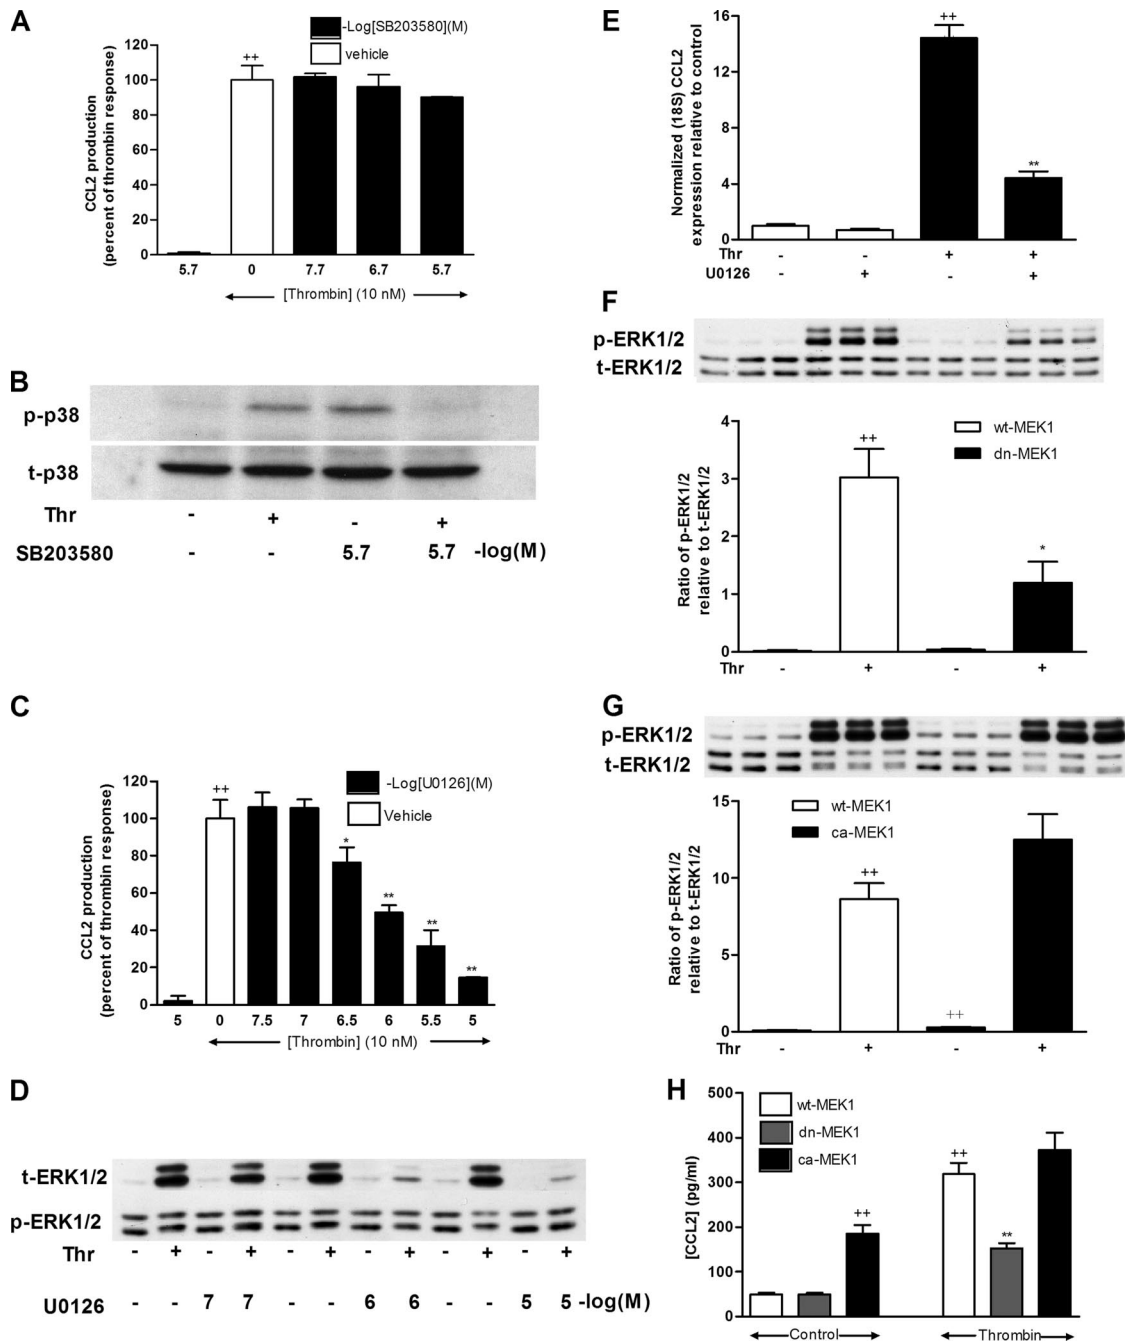 A
-Log[SB203580](M)
vehicle
CCL2 production
(percent of thrombin response)
120
100
80
60
40
20
0
++
5.7 0 7.7 6.7 5.7
[Thrombin] (10 nM)
B
p-p38
t-p38
Thr - + - +
SB203580 - - 5.7 5.7 -log(M)
C
-Log[U0126](M)
Vehicle
CCL2 production
(percent of thrombin response)
120
100
80
60
40
20
0
++ * ** ** **
5 0 7.5 7 6.5 6 5.5 5
[Thrombin] (10 nM)
D
t-ERK1/2
p-ERK1/2
Thr - + - + - + - + - + - +
U0126 - - 7 7 - - 6 6 - - 5 5 -log(M)
E
Normalized (18S) CCL2
expression relative to control
16
12
8
4
0
++ **
Thr - - + +
U0126 - + - +
F
p-ERK1/2
t-ERK1/2
wt-MEK1
dn-MEK1
Ratio of p-ERK1/2
relative to t-ERK1/2
4
3
2
1
0
++ *
Thr - + - +
G
p-ERK1/2
t-ERK1/2
wt-MEK1
ca-MEK1
Ratio of p-ERK1/2
relative to t-ERK1/2
15
10
5
0
++ ++
Thr - + - +
H
wt-MEK1
dn-MEK1
ca-MEK1
[CCL2] (pg/ml)
500
400
300
200
100
0
++ ++ **
Control Thrombin